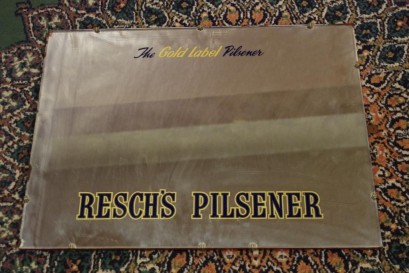 The Gold Label Pilsener
RESCH'S PILSENER